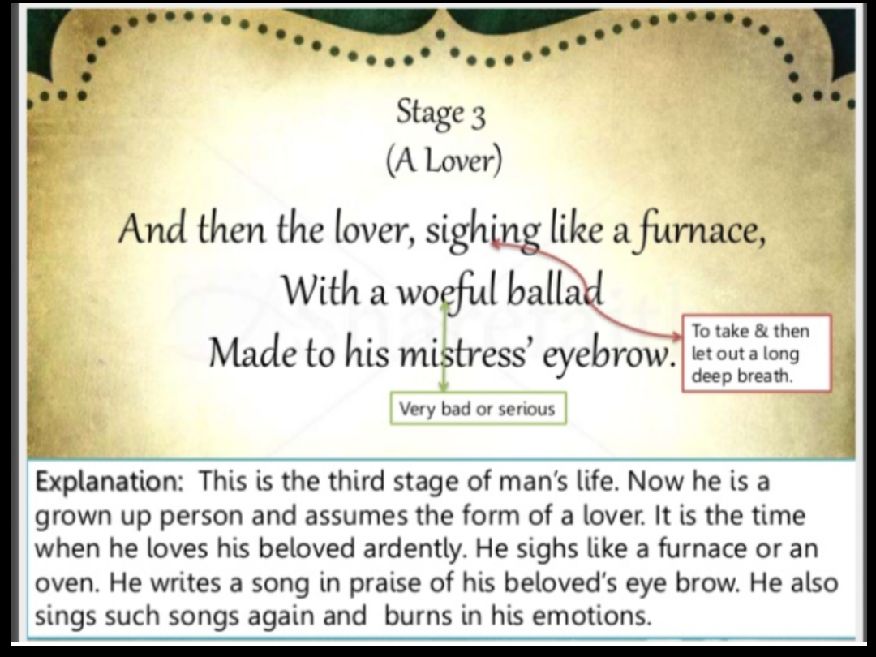 Stage 3
(A Lover)
And then the lover, sighing like a furnace,
With a woeful ballad
Made to his mistress’ eyebrow.
To take & then
let out a long
deep breath.
Very bad or serious
Explanation: This is the third stage of man’s life. Now he is a
grown up person and assumes the form of a lover. It is the time
when he loves his beloved ardently. He sighs like a furnace or an
oven. He writes a song in praise of his beloved’s eye brow. He also
sings such songs again and burns in his emotions.